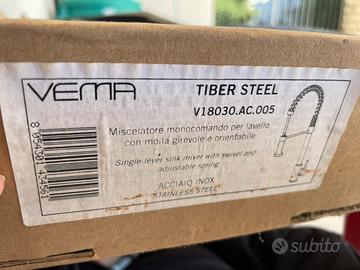 VEMA
TIBER STEEL
V18030.AC.005
Miscelatore monocomando per lavello
con molla girevole e orientabile
Single-lever sink mixer with swivel and
adjustable spring
ACCIAIO INOX
STAINLESS STEEL
subito